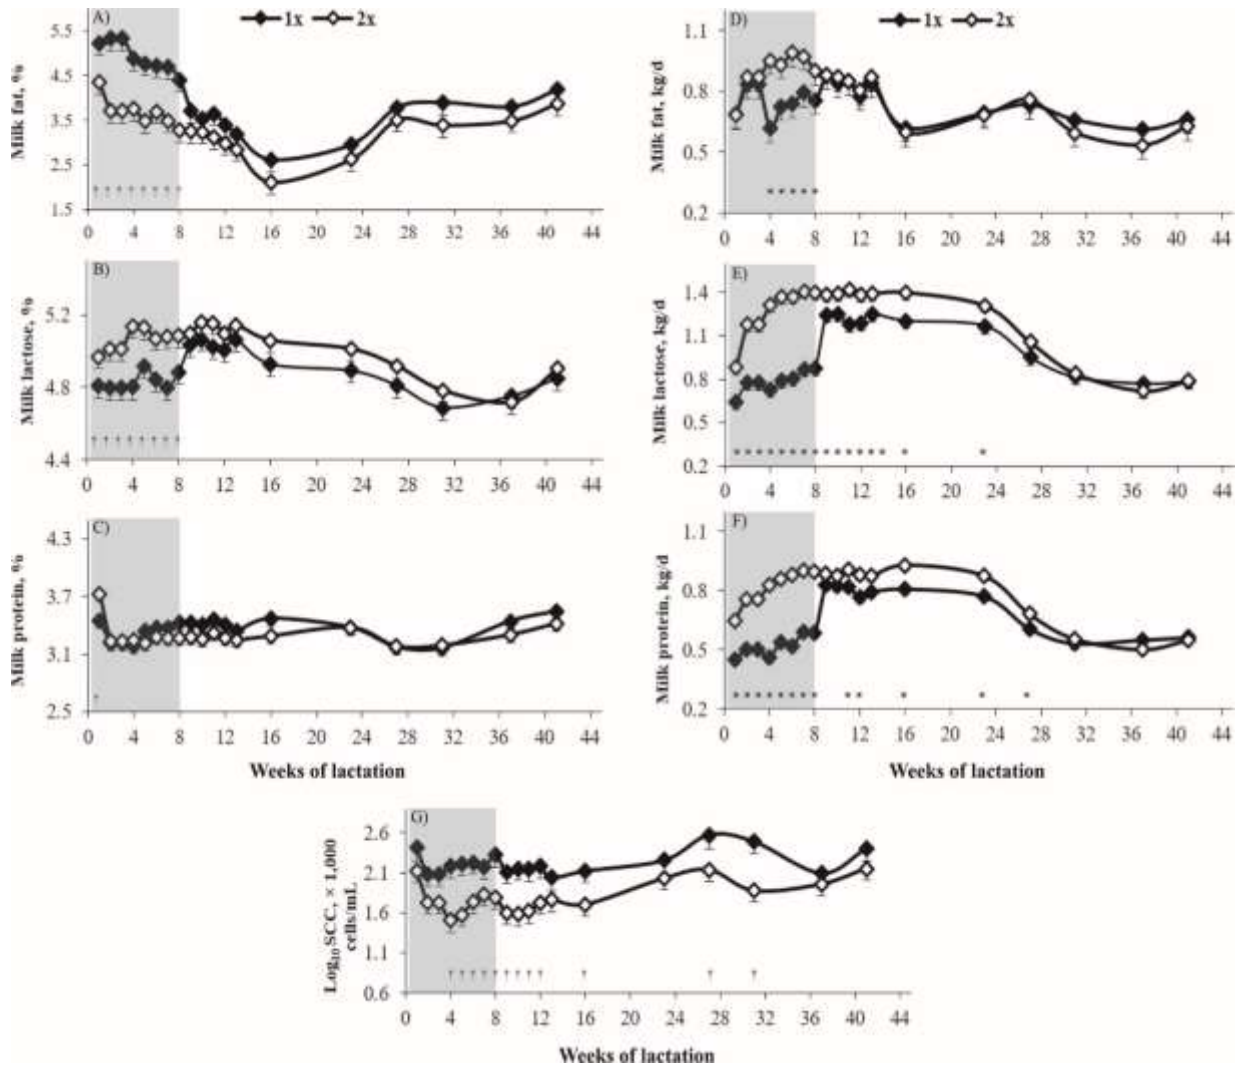 1x 2x
A)
Milk fat, %
5.5
4.5
3.5
2.5
1.5
0 4 8 12 16 20 24 28 32 36 40 44
B)
Milk lactose, %
5.2
4.8
4.4
0 4 8 12 16 20 24 28 32 36 40 44
C)
Milk protein, %
4.3
3.7
3.1
2.5
0 4 8 12 16 20 24 28 32 36 40 44
Weeks of lactation
1x 2x
D)
Milk fat, kg/d
1.1
0.8
0.5
0.2
0 4 8 12 16 20 24 28 32 36 40 44
E)
Milk lactose, kg/d
1.4
1.1
0.8
0.5
0.2
0 4 8 12 16 20 24 28 32 36 40 44
F)
Milk protein, kg/d
1.1
0.8
0.5
0.2
0 4 8 12 16 20 24 28 32 36 40 44
Weeks of lactation
G)
Log₁₀ SCC, × 1,000
cells/mL
2.6
2.1
1.6
1.1
0.6
0 4 8 12 16 20 24 28 32 36 40 44
Weeks of lactation